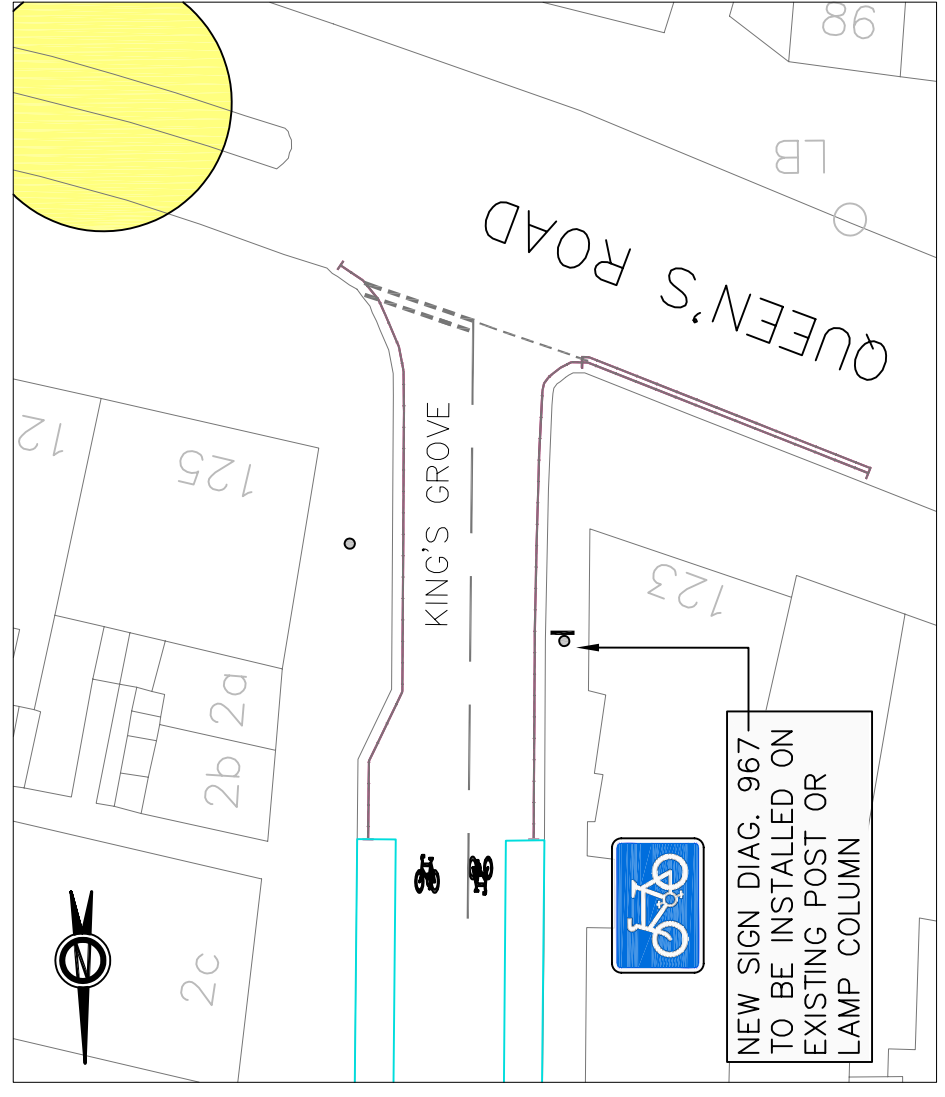 98
LB
QUEEN'S ROAD
KING'S GROVE
12
125
123
2a
2b
2c
N
NEW SIGN DIAG. 967
TO BE INSTALLED ON
EXISTING POST OR
LAMP COLUMN